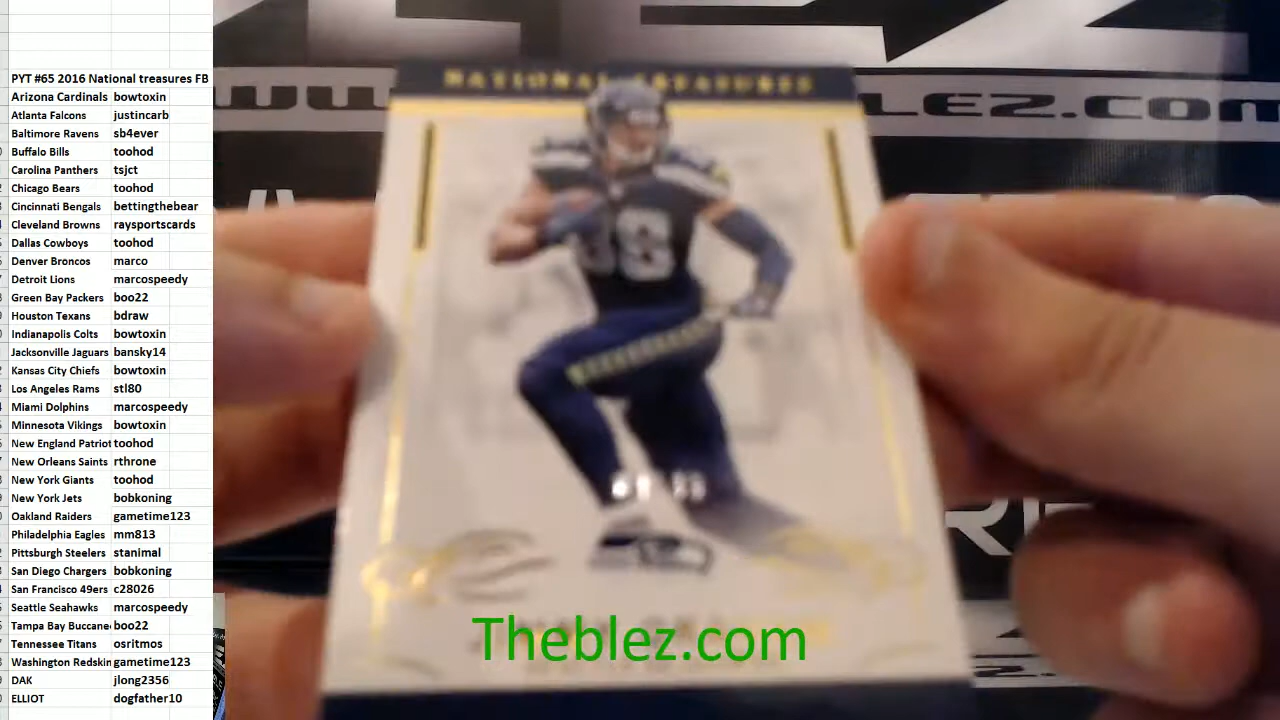 PYT #65 2016 National treasures FB
Arizona Cardinals bowtoxin
Atlanta Falcons justincarb
Baltimore Ravens sb4ever
Buffalo Bills toohod
Carolina Panthers tsjct
Chicago Bears toohod
Cincinnati Bengals bettingthebear
Cleveland Browns raysportscards
Dallas Cowboys toohod
Denver Broncos marco
Detroit Lions marcospeedy
Green Bay Packers boo22
Houston Texans bdraw
Indianapolis Colts bowtoxin
Jacksonville Jaguars bansky14
Kansas City Chiefs bowtoxin
Los Angeles Rams stl80
Miami Dolphins marcospeedy
Minnesota Vikings bowtoxin
New England Patriot toohod
New Orleans Saints rthrone
New York Giants toohod
New York Jets bobkoning
Oakland Raiders gametime123
Philadelphia Eagles mm813
Pittsburgh Steelers stanimal
San Diego Chargers bobkoning
San Francisco 49ers c28026
Seattle Seahawks marcospeedy
Tampa Bay Buccane boo22
Tennessee Titans osritmos
Washington Redskin gametime123
DAK jlong2356
ELLIOT dogfather10
NATIONAL TREASURES
88
Theblez.com